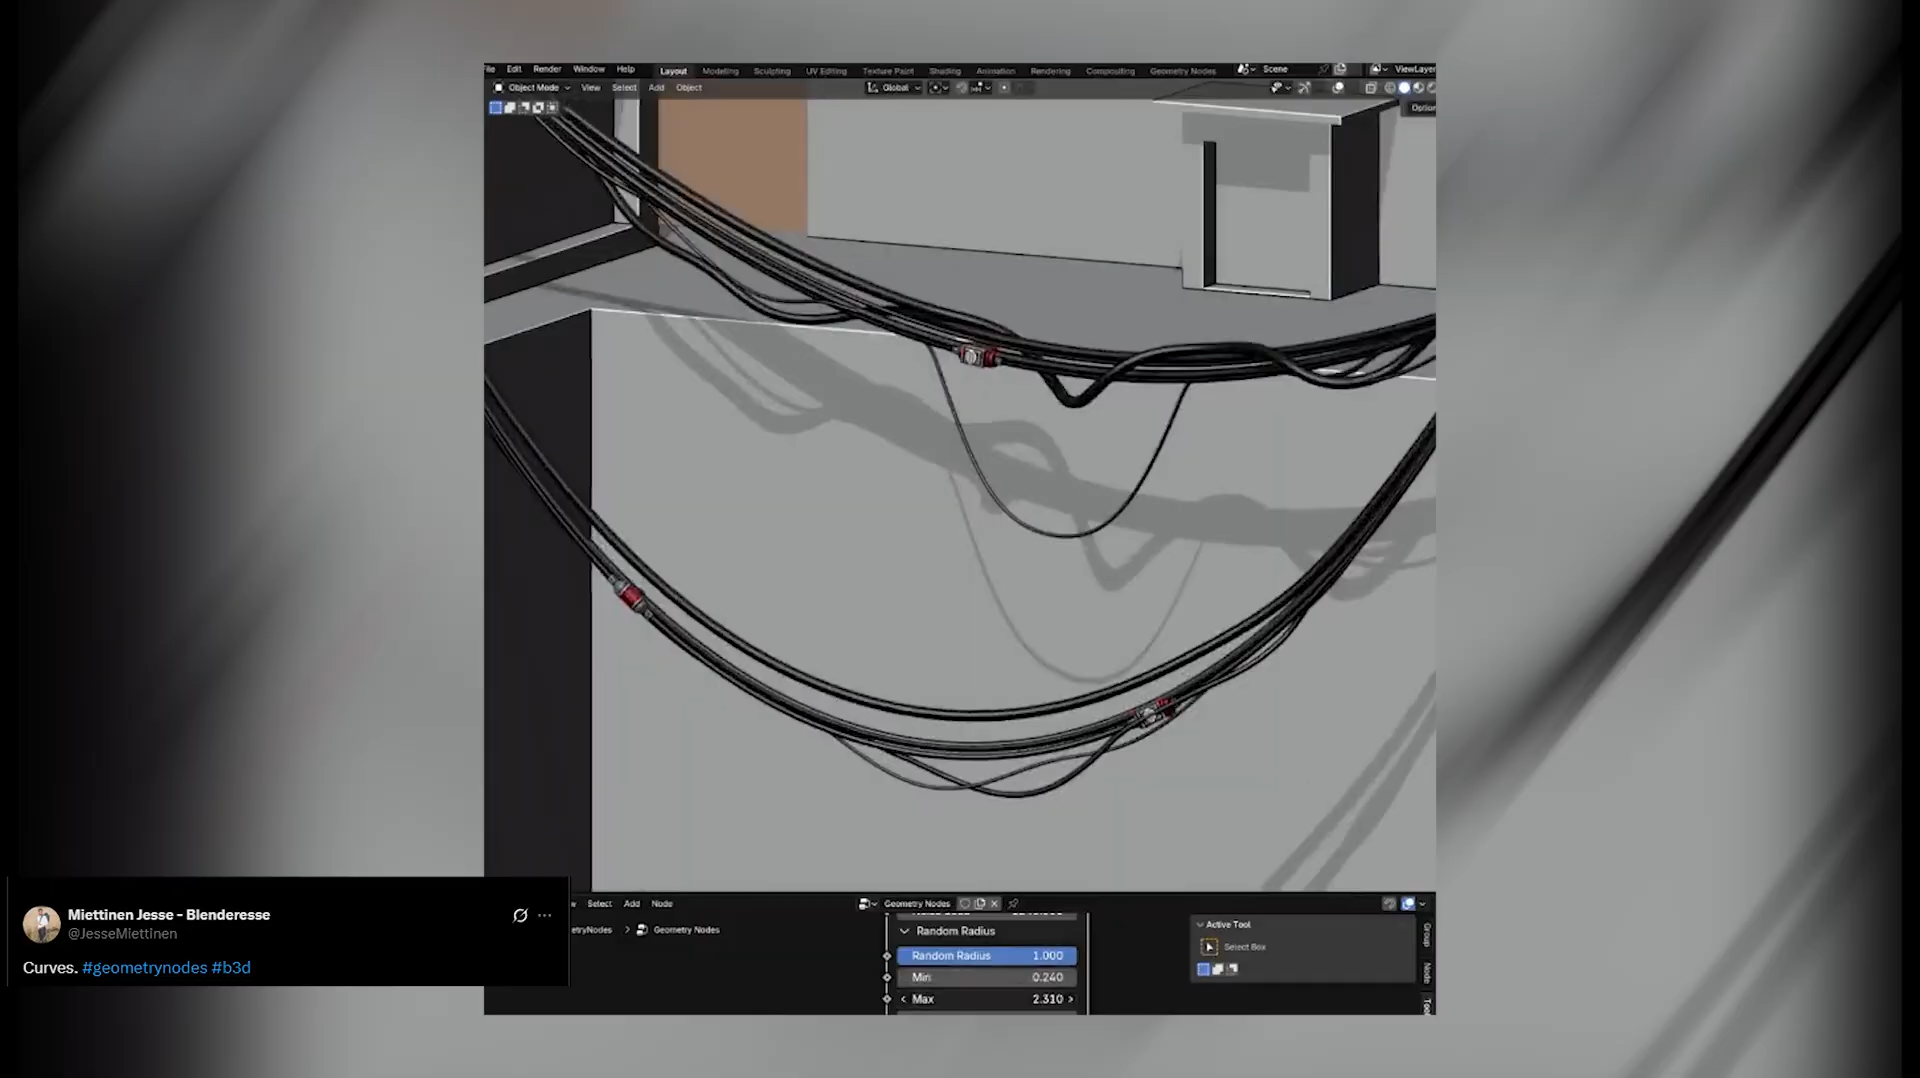 Edit Render Window Help Layout Modeling Sculpting UV Editing Texture Paint Shading Animation Rendering Compositing Geometry Nodes Scene ViewLayer
Object Mode View Select Add Object Global
Select Add Node Geometry Nodes
Geometry Nodes
Random Radius
Random Radius 1.000
Min 0.240
Max 2.310
Active Tool
Select Box
Group
Node
Miettinen Jesse - Blenderesse
@JesseMiettinen
Curves. #geometrynodes #b3d